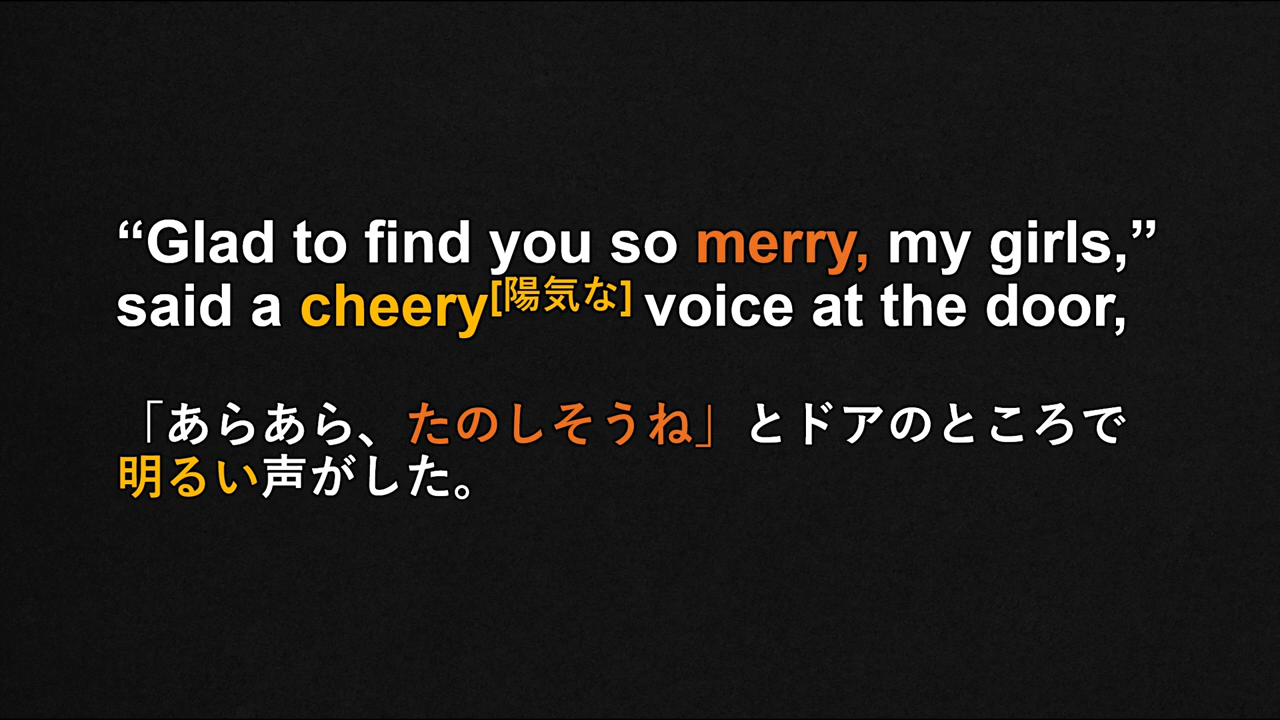 “Glad to find you so merry, my girls,”
said a cheery[陽気な] voice at the door,
「あらあら、たのしそうね」とドアのところで
明るい声がした。